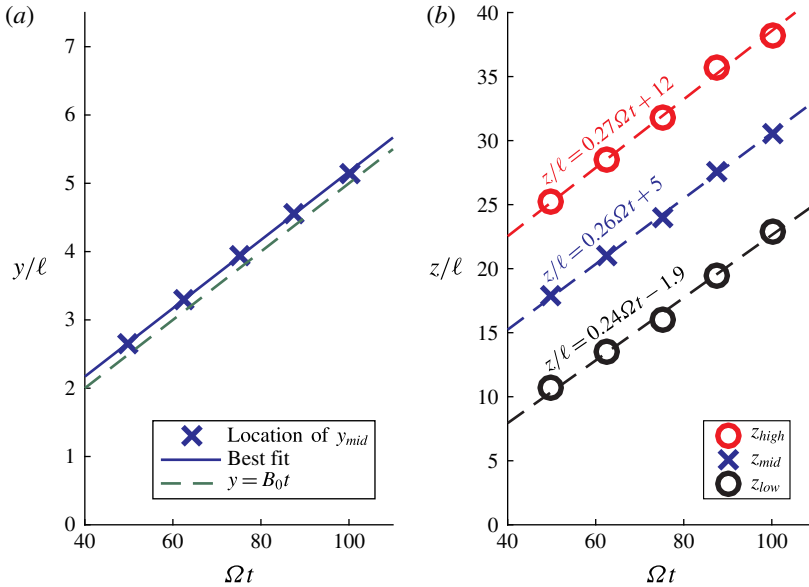 (a)
7
6
5
y/ℓ 4
3
2
1
0
40 60 80 100
Ωt
Location of y_mid
Best fit
y = B₀t
(b)
40
35
30
25
z/ℓ 20
15
10
5
0
40 60 80 100
Ωt
z/ℓ = 0.27Ωt + 12
z/ℓ = 0.26Ωt + 5
z/ℓ = 0.24Ωt − 1.9
z_high
z_mid
z_low